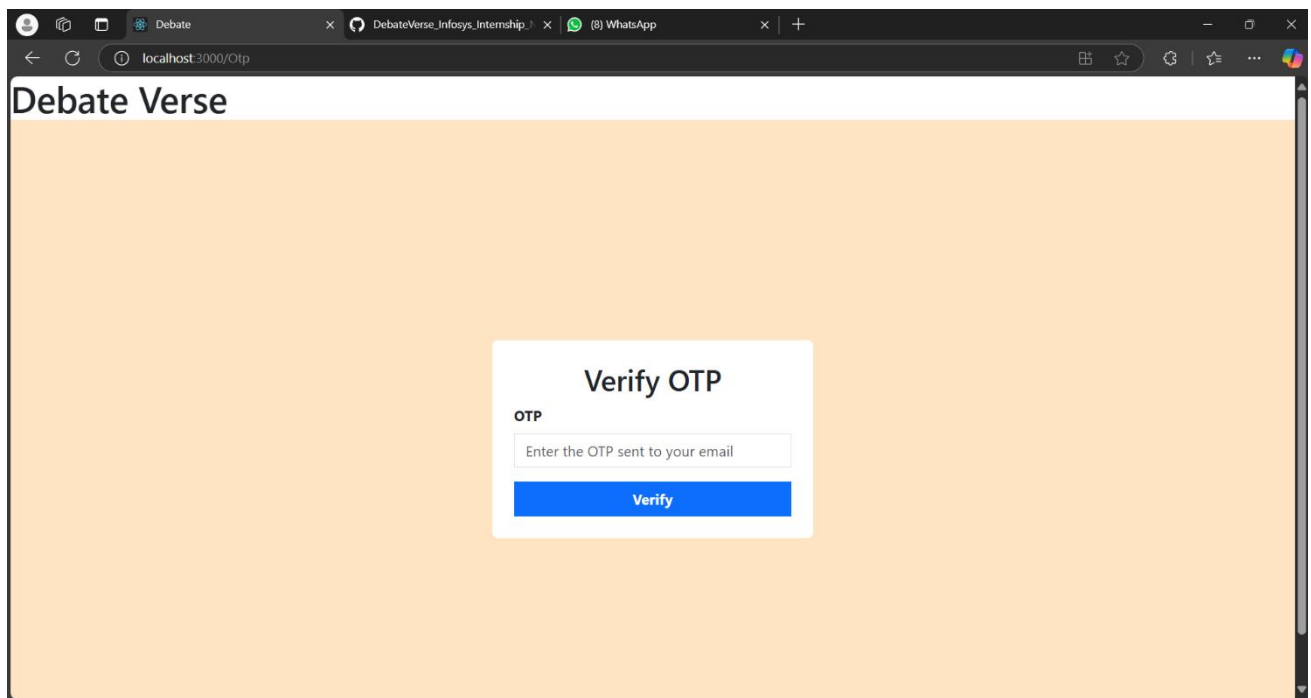 Debate
DebateVerse_Infosys_Internship_
(8) WhatsApp
localhost:3000/Otp
Debate Verse
Verify OTP
OTP
Enter the OTP sent to your email
Verify